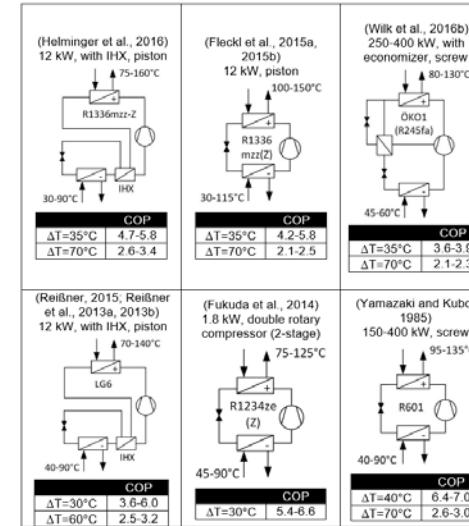 (Helminger et al., 2016)
12 kW, with IHX, piston
75-160°C
+
R1336mzz-Z
-
IHX
30-90°C
COP
ΔT=35°C 4.7-5.8
ΔT=70°C 2.6-3.4
(Fleckl et al., 2015a,
2015b)
12 kW, piston
100-150°C
+
R1336
mzz(Z)
-
30-115°C
COP
ΔT=35°C 4.2-5.8
ΔT=70°C 2.1-2.5
(Wilk et al., 2016b)
250-400 kW, with
economizer, screw
80-130°C
+
ÖKO1
(R245fa)
-
45-60°C
COP
ΔT=35°C 3.6-3.9
ΔT=70°C 2.1-2.3
(Reißner, 2015; Reißner
et al., 2013a, 2013b)
12 kW, with IHX, piston
70-140°C
+
LG6
-
IHX
40-90°C
COP
ΔT=30°C 3.6-6.0
ΔT=60°C 2.5-3.2
(Fukuda et al., 2014)
1.8 kW, double rotary
compressor (2-stage)
75-125°C
+
R1234ze
(Z)
-
45-90°C
COP
ΔT=30°C 5.4-6.6
(Yamazaki and Kubo
1985)
150-400 kW, screw
95-135°C
+
R601
-
40-90°C
COP
ΔT=40°C 6.4-7.0
ΔT=70°C 2.6-3.0